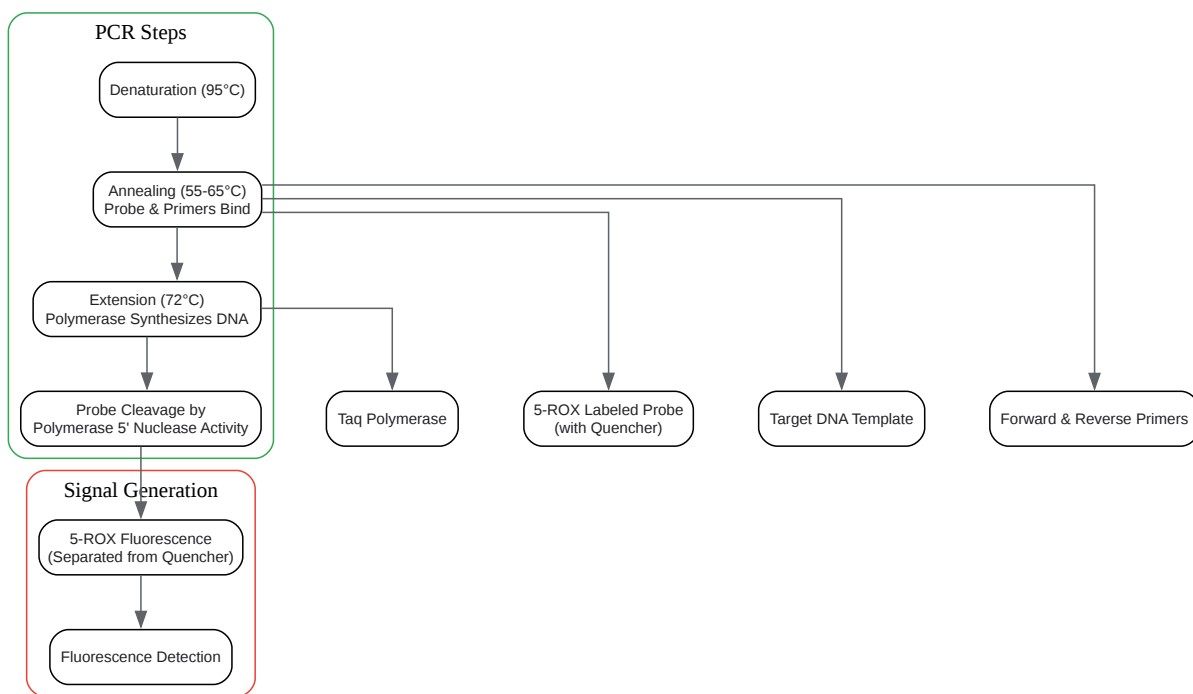 PCR Steps
Denaturation (95°C)
Annealing (55-65°C)
Probe & Primers Bind
Extension (72°C)
Polymerase Synthesizes DNA
Probe Cleavage by
Polymerase 5' Nuclease Activity
Taq Polymerase
5-ROX Labeled Probe
(with Quencher)
Target DNA Template
Forward & Reverse Primers
Signal Generation
5-ROX Fluorescence
(Separated from Quencher)
Fluorescence Detection